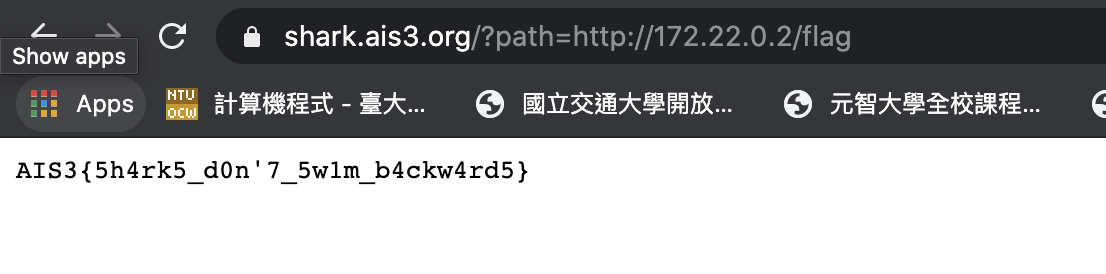 shark.ais3.org/?path=http://172.22.0.2/flag
Show apps
Apps
NTU
OCW
計算機程式 - 臺大...
國立交通大學開放...
元智大學全校課程...
AIS3{5h4rk5_d0n'7_5w1m_b4ckw4rd5}